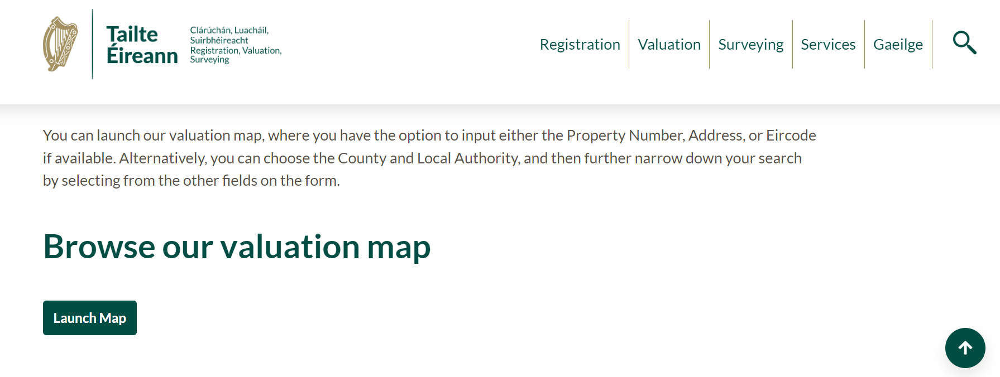 Tailte
Éireann
Clárúchán, Luacháil,
Suirbhéireacht
Registration, Valuation,
Surveying
Registration
Valuation
Surveying
Services
Gaeilge
You can launch our valuation map, where you have the option to input either the Property Number, Address, or Eircode
if available. Alternatively, you can choose the County and Local Authority, and then further narrow down your search
by selecting from the other fields on the form.
Browse our valuation map
Launch Map